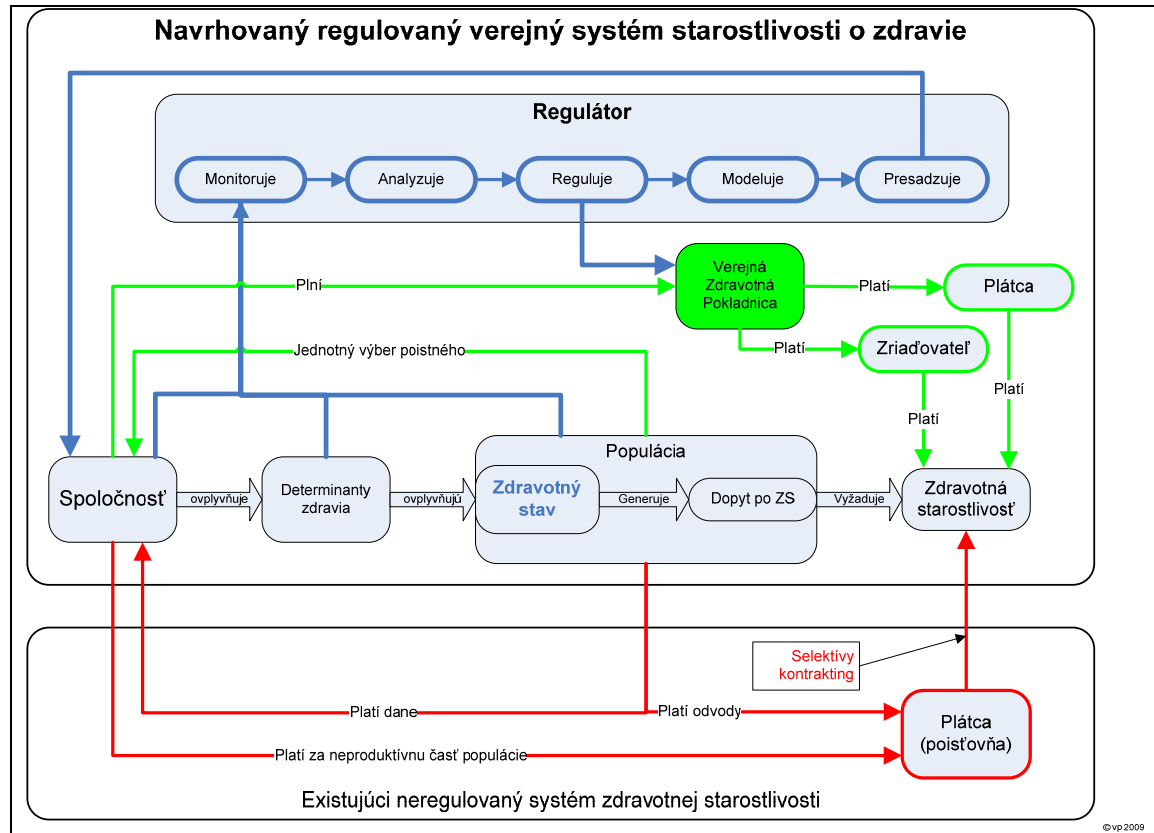 Navrhovaný regulovaný verejný systém starostlivosti o zdravie
Regulátor
Monitoruje
Analyzuje
Reguluje
Modeluje
Presadzuje
Verejná
Zdravotná
Pokladnica
Plní
Platí
Plátca
Jednotný výber poistného
Platí
Zriaďovateľ
Platí
Platí
Populácia
Spoločnosť
ovplyvňuje
Determinanty
zdravia
ovplyvňujú
Zdravotný
stav
Generuje
Dopyt po ZS
Vyžaduje
Zdravotná
starostlivosť
Selektívy
kontrakting
Platí dane
Platí odvody
Plátca
(poisťovňa)
Platí za neproduktívnu časť populácie
Existujúci neregulovaný systém zdravotnej starostlivosti
©vp2009